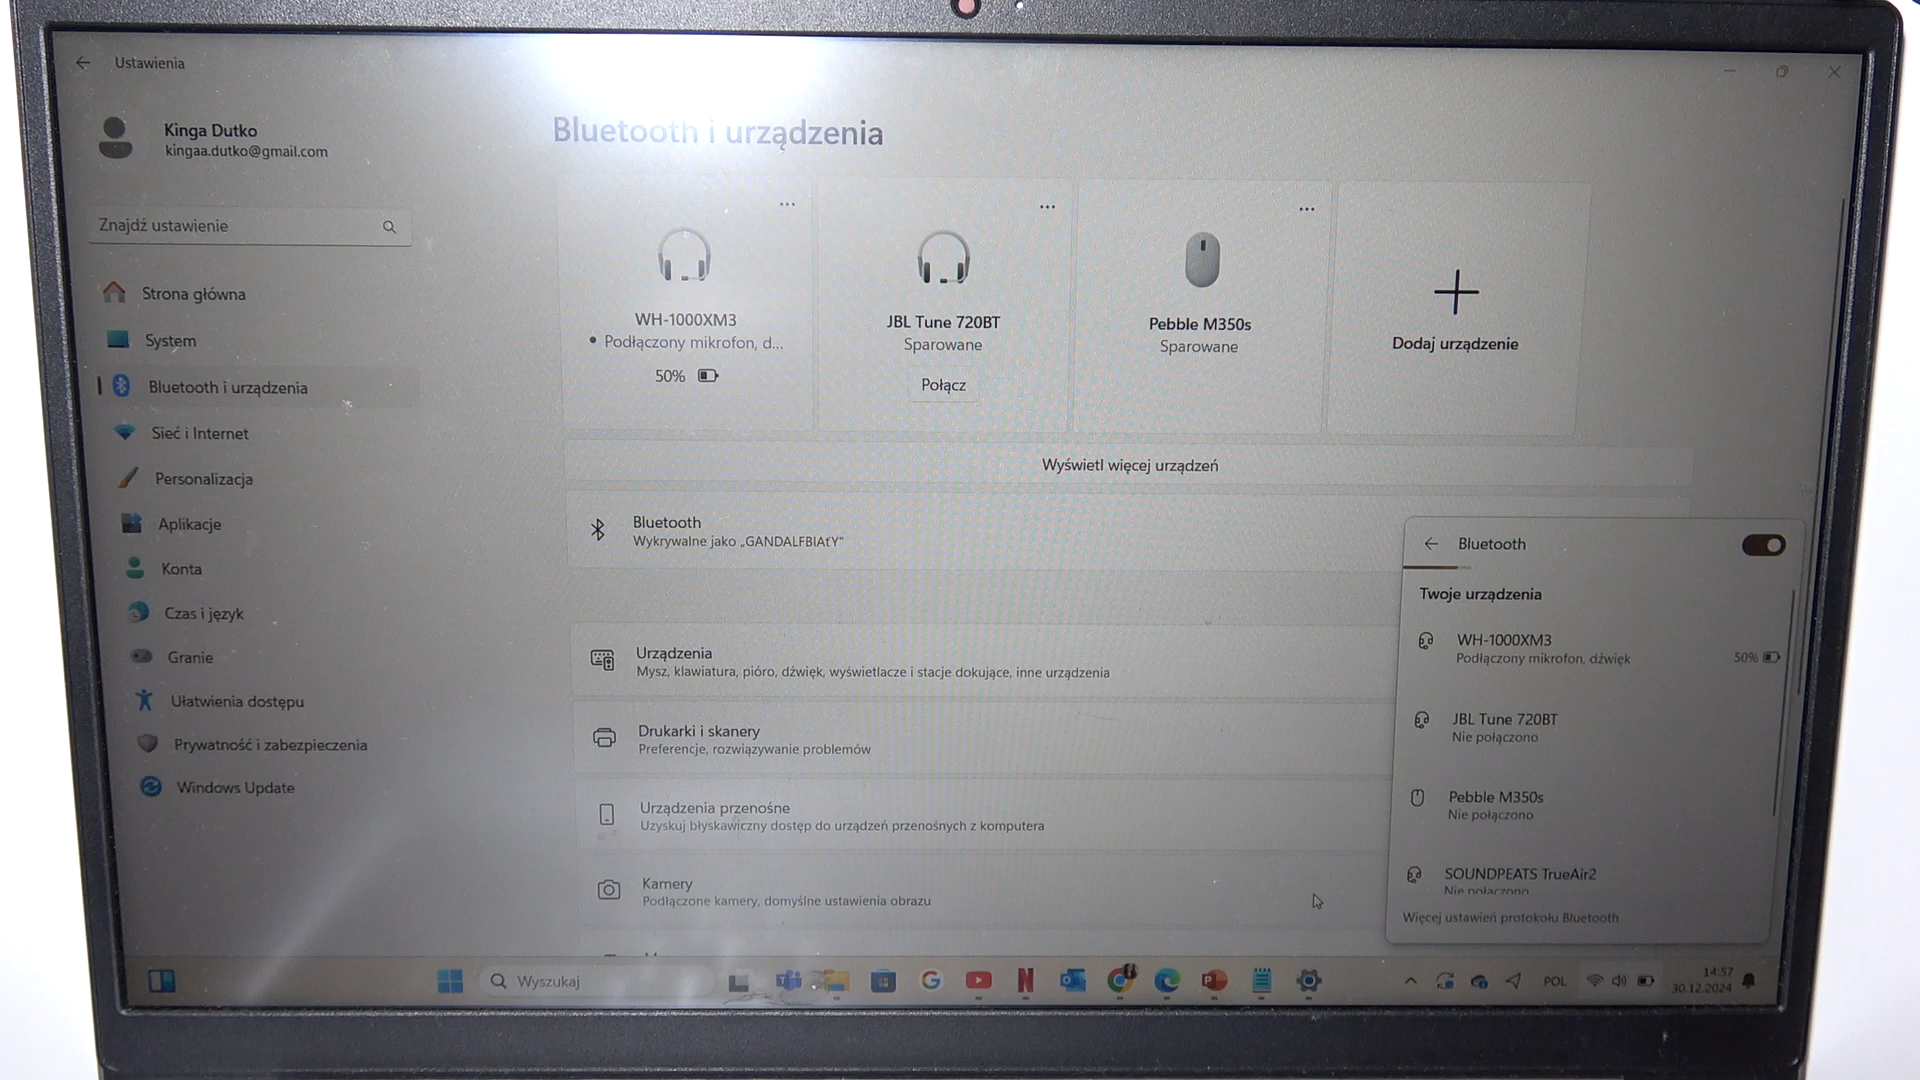 Ustawienia
Kinga Dutko
kingaa.dutko@gmail.com
Znajdź ustawienie
Strona główna
System
Bluetooth i urządzenia
Sieć i Internet
Personalizacja
Aplikacje
Konta
Czas i język
Granie
Ułatwienia dostępu
Prywatność i zabezpieczenia
Windows Update
Bluetooth i urządzenia
WH-1000XM3
Podłączony mikrofon, d...
50%
JBL Tune 720BT
Sparowane
Połącz
Pebble M350s
Sparowane
Dodaj urządzenie
Wyświetl więcej urządzeń
Bluetooth
Wykrywalne jako „GANDALFBIAłY”
Urządzenia
Mysz, klawiatura, pióro, dźwięk, wyświetlacze i stacje dokujące, inne urządzenia
Drukarki i skanery
Preferencje, rozwiązywanie problemów
Urządzenia przenośne
Uzyskuj błyskawiczny dostęp do urządzeń przenośnych z komputera
Kamery
Podłączone kamery, domyślne ustawienia obrazu
Bluetooth
Twoje urządzenia
WH-1000XM3
Podłączony mikrofon, dźwięk
50%
JBL Tune 720BT
Nie połączono
Pebble M350s
Nie połączono
SOUNDPEATS TrueAir2
Nie połączono
Więcej ustawień protokołu Bluetooth
Wyszukaj
POL
14:57
30.12.2024